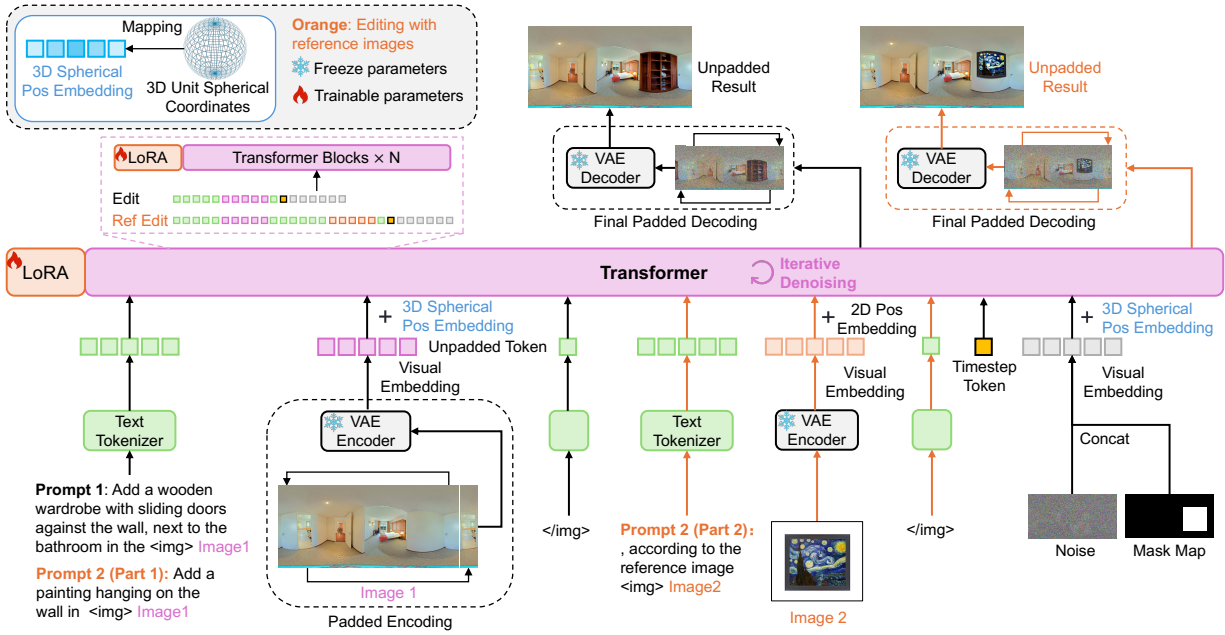 Mapping
3D Spherical
Pos Embedding
3D Unit Spherical
Coordinates
Orange: Editing with
reference images
Freeze parameters
Trainable parameters
LoRA
Transformer Blocks × N
Edit
Ref Edit
Unpadded
Result
VAE
Decoder
Final Padded Decoding
Unpadded
Result
VAE
Decoder
Final Padded Decoding
LoRA
Transformer
Iterative
Denoising
+
3D Spherical
Pos Embedding
Unpadded Token
Visual
Embedding
+
2D Pos
Embedding
Visual
Embedding
Timestep
Token
+
3D Spherical
Pos Embedding
Visual
Embedding
Text
Tokenizer
VAE
Encoder
Text
Tokenizer
VAE
Encoder
Concat
Prompt 1: Add a wooden
wardrobe with sliding doors
against the wall, next to the
bathroom in the <img> Image1
Prompt 2 (Part 1): Add a
painting hanging on the
wall in <img> Image1
Image 1
Padded Encoding
</img>
Prompt 2 (Part 2):
, according to the
reference image
<img> Image2
Image 2
</img>
Noise
Mask Map